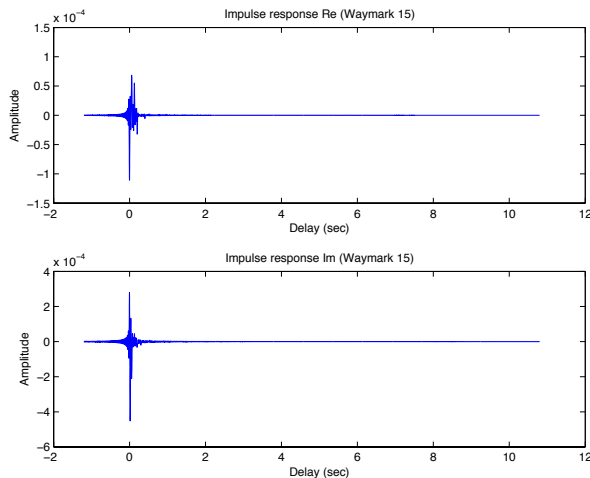 x 10⁻⁴
Impulse response Re (Waymark 15)
1.5
1
0.5
0
−0.5
−1
−1.5
Amplitude
−2 0 2 4 6 8 10 12
Delay (sec)
x 10⁻⁴
Impulse response Im (Waymark 15)
4
2
0
−2
−4
−6
Amplitude
−2 0 2 4 6 8 10 12
Delay (sec)